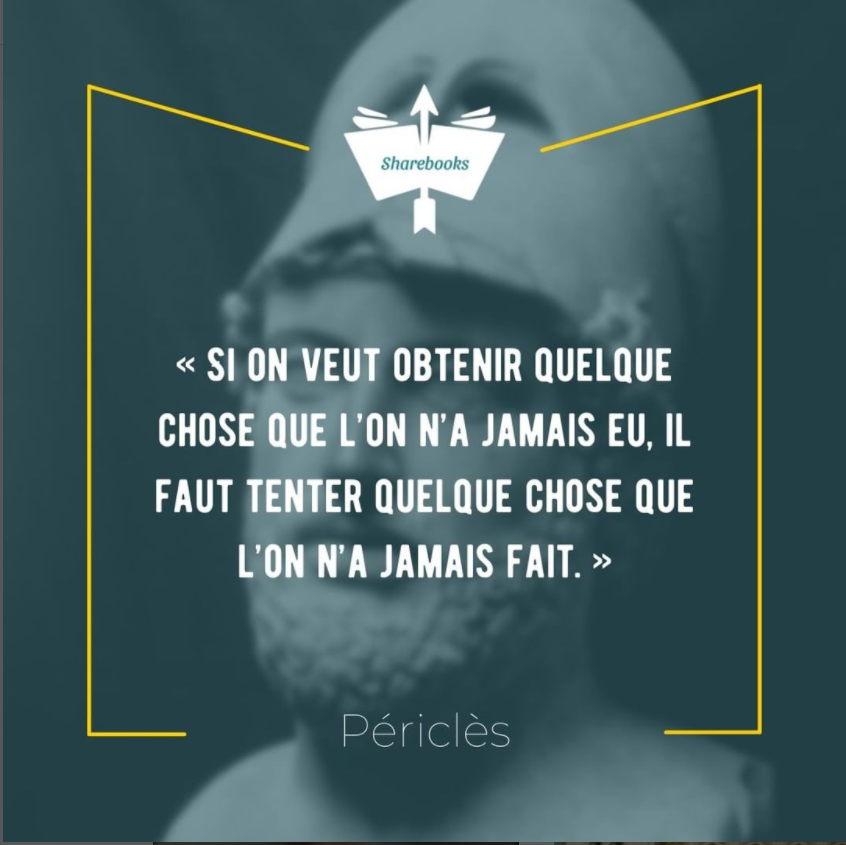 Sharebooks
« SI ON VEUT OBTENIR QUELQUE
CHOSE QUE L'ON N'A JAMAIS EU, IL
FAUT TENTER QUELQUE CHOSE QUE
L'ON N'A JAMAIS FAIT. »
Périclès